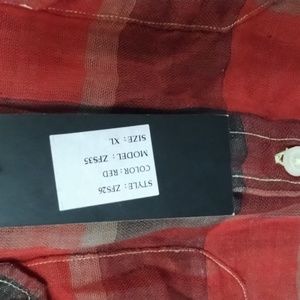 STYLE: ZFS26
COLOR: RED
MODEL: ZFS35
SIZE: XL